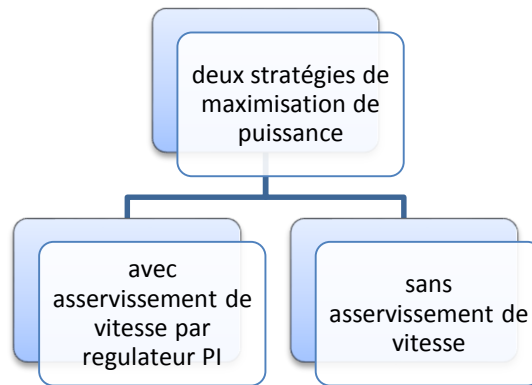 deux stratégies de
maximisation de
puissance
avec
asservissement de
vitesse par
regulateur PI
sans
asservissement de
vitesse